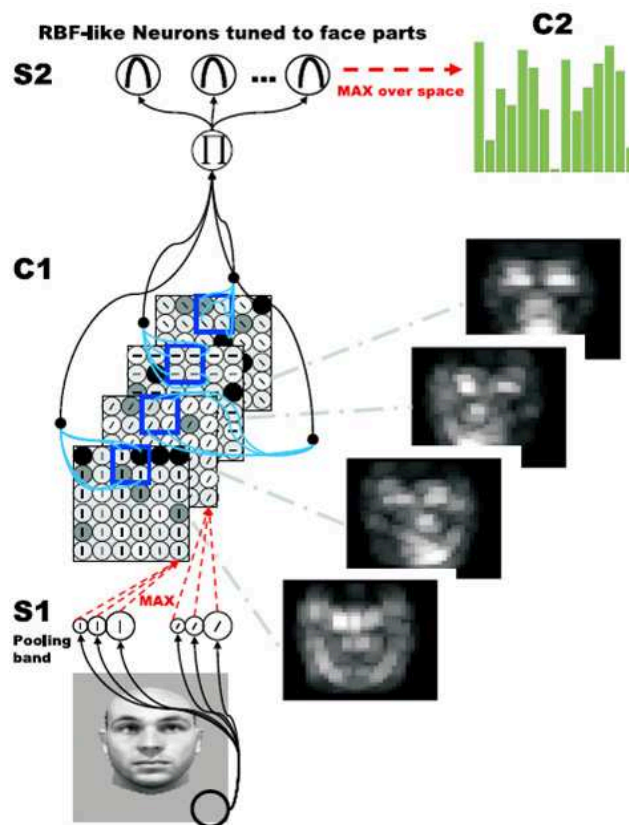 RBF-like Neurons tuned to face parts
C2
S2
...
MAX over space
Π
C1
S1
MAX
Pooling
band